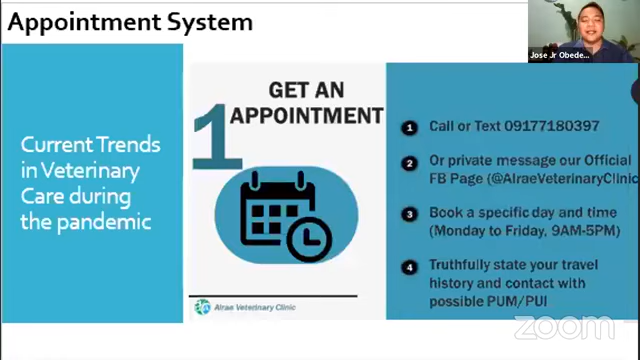 Appointment System
Jose Jr Obede...
Current Trends
in Veterinary
Care during
the pandemic
1
GET AN
APPOINTMENT
Alrae Veterinary Clinic
1 Call or Text 09177180397
2 Or private message our Official
FB Page (@AlraeVeterinaryClinic
3 Book a specific day and time
(Monday to Friday, 9AM-5PM)
4 Truthfully state your travel
history and contact with
possible PUM/PUI
zoom